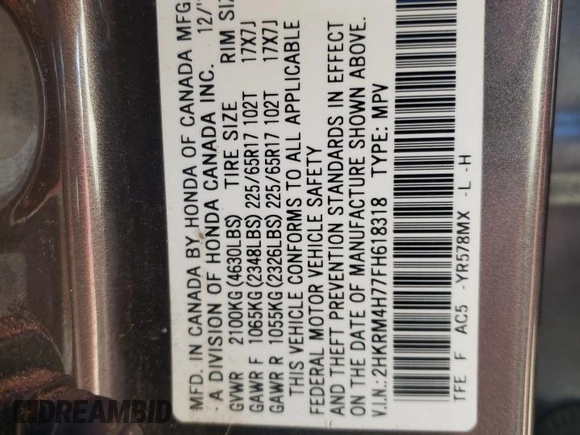 MFD. IN CANADA BY HONDA OF CANADA MFG.
A DIVISION OF HONDA CANADA INC. 12/
GVWR 2100KG(4630LBS) TIRE SIZE RIM SIZ
GAWR F 1065KG(2348LBS) 225/65R17 102T 17X7J
GAWR R 1055KG(2326LBS) 225/65R17 102T 17X7J
THIS VEHICLE CONFORMS TO ALL APPLICABLE
FEDERAL MOTOR VEHICLE SAFETY
AND THEFT PREVENTION STANDARDS IN EFFECT
ON THE DATE OF MANUFACTURE SHOWN ABOVE.
V.I.N.:2HKRM4H77FH618318 TYPE: MPV
TFE F AC5 -YR578MX -L -H
DREAMBID